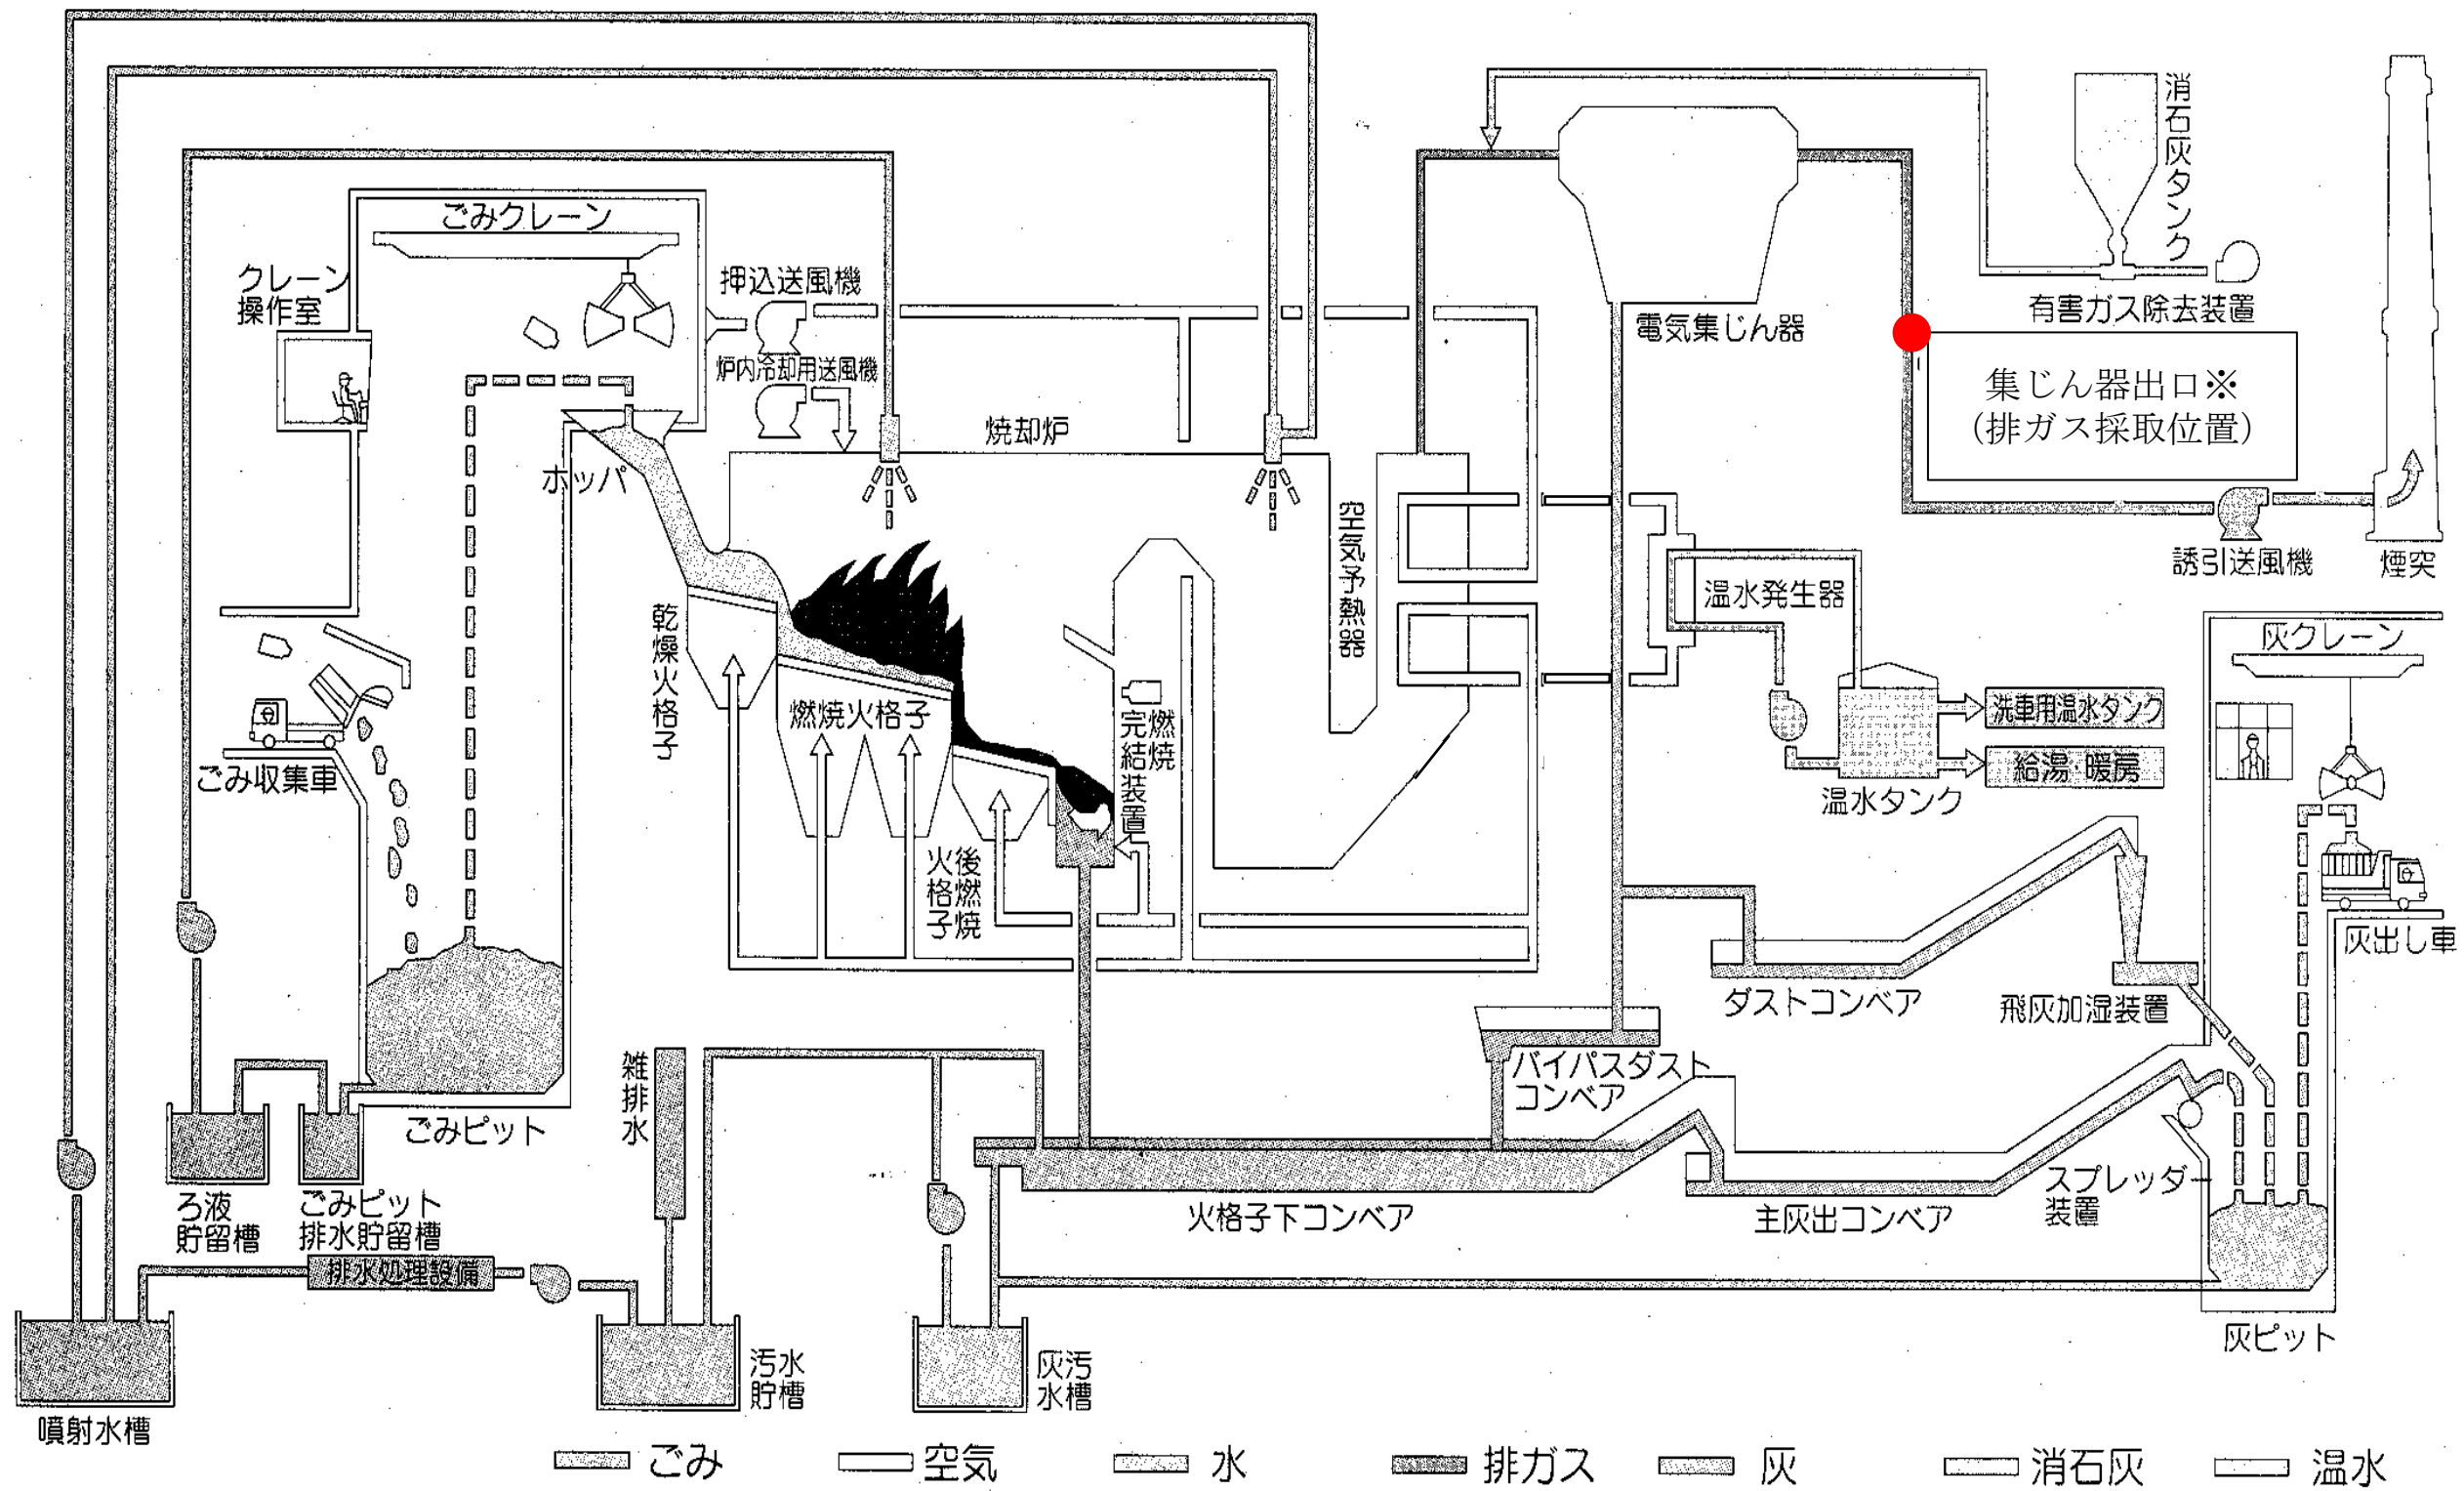 ごみクレーン
クレーン
操作室
押込送風機
炉内冷却用送風機
焼却炉
ホッパ
電気集じん器
消石灰タンク
有害ガス除去装置
集じん器出口※
(排ガス採取位置)
誘引送風機
煙突
空気予熱器
温水発生器
洗車用温水タンク
給湯・暖房
温水タンク
灰クレーン
灰出し車
乾燥火格子
燃焼火格子
燃焼
完結装置
後燃焼
火格子
ごみ収集車
ダストコンベア
飛灰加湿装置
バイパスダスト
コンベア
ごみピット
雑排水
ろ液
貯留槽
ごみピット
排水貯留槽
排水処理設備
火格子下コンベア
主灰出コンベア
スプレッダー
装置
灰ピット
噴射水槽
汚水
貯槽
灰汚
水槽
ごみ
空気
水
排ガス
灰
消石灰
温水